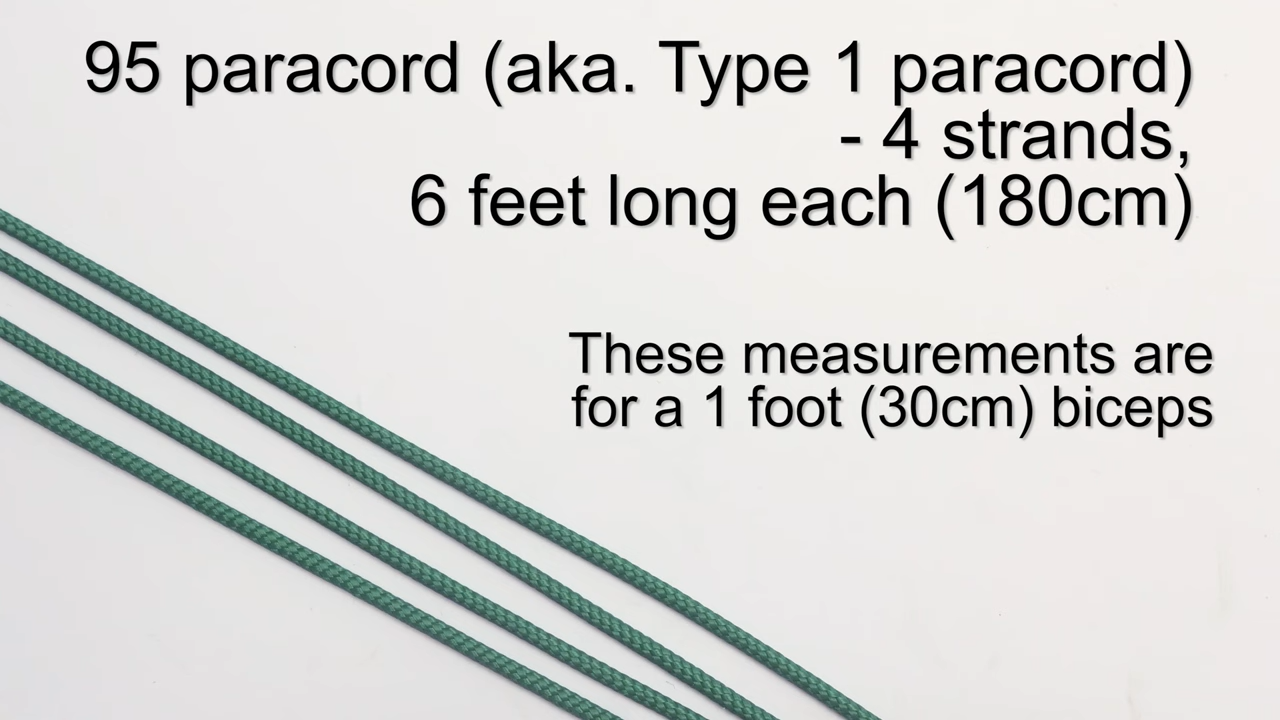 95 paracord (aka. Type 1 paracord)
- 4 strands,
6 feet long each (180cm)
These measurements are
for a 1 foot (30cm) biceps